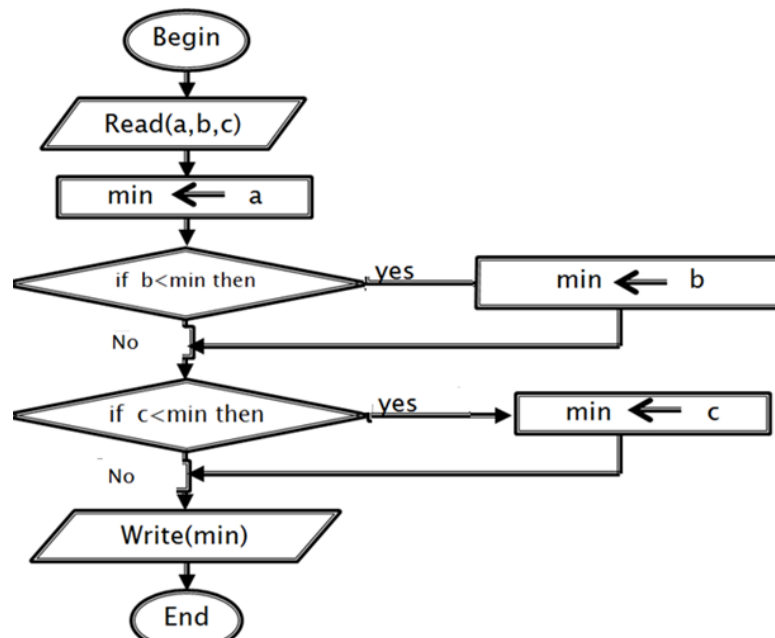 Begin
Read(a,b,c)
min ← a
if b<min then
yes
min ← b
No
if c<min then
yes
min ← c
No
Write(min)
End